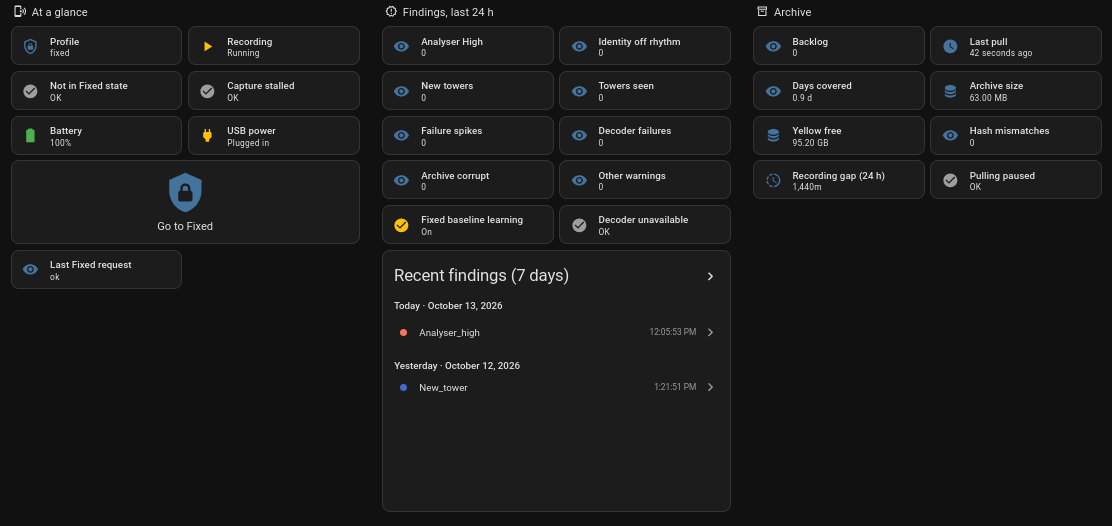 At a glance
Profile
fixed
Recording
Running
Not in Fixed state
OK
Capture stalled
OK
Battery
100%
USB power
Plugged in
Go to Fixed
Last Fixed request
ok
Findings, last 24 h
Analyser High
0
Identity off rhythm
0
New towers
0
Towers seen
0
Failure spikes
0
Decoder failures
0
Archive corrupt
0
Other warnings
0
Fixed baseline learning
On
Decoder unavailable
OK
Recent findings (7 days)
Today · October 13, 2026
Analyser_high 12:05:53 PM
Yesterday · October 12, 2026
New_tower 1:21:51 PM
Archive
Backlog
0
Last pull
42 seconds ago
Days covered
0.9 d
Archive size
63.00 MB
Yellow free
95.20 GB
Hash mismatches
0
Recording gap (24 h)
1,440m
Pulling paused
OK